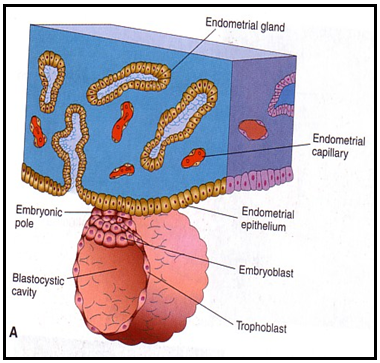 Endometrial gland
Endometrial
capillary
Embryonic
pole
Endometrial
epithelium
Embryoblast
Blastocystic
cavity
Trophoblast
A